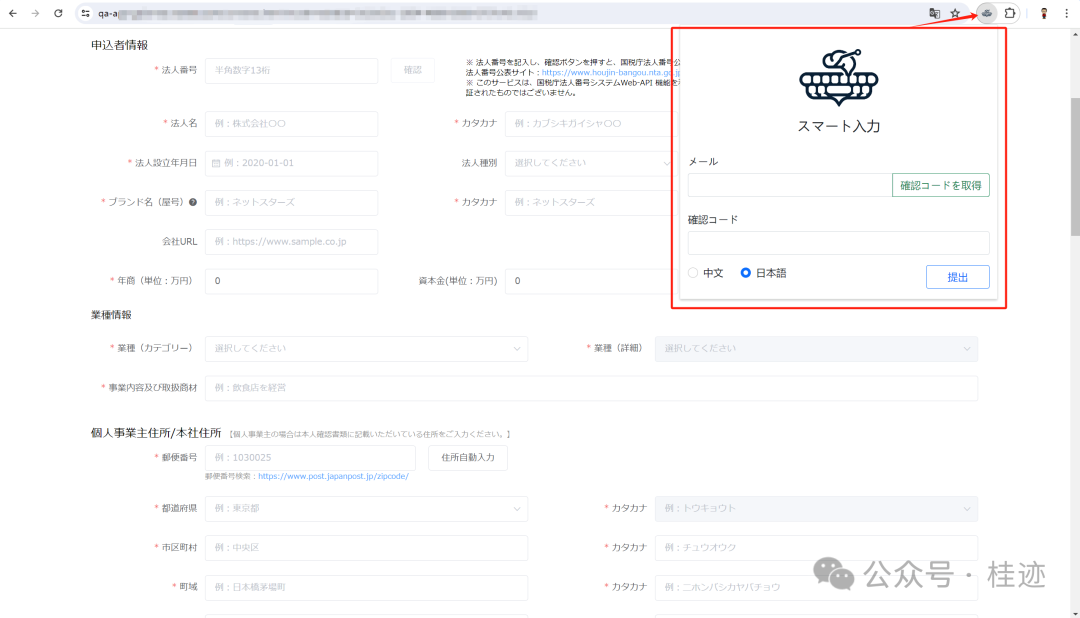 qa-a
申込者情報
* 法人番号 半角数字13桁 確認
※ 法人番号を記入し、確認ボタンを押すと、国税庁法人番号公
法人番号公表サイト：https://www.houjin-bangou.nta.go.jp
※ このサービスは、国税庁法人番号システムWeb-API 機能を
証されたものではございません。
* 法人名 例：株式会社〇〇 * カタカナ 例：カブシキガイシャ〇〇
* 法人設立年月日 例：2020-01-01 法人種別 選択してください
* ブランド名（屋号） 例：ネットスターズ * カタカナ 例：ネットスターズ
会社URL 例：https://www.sample.co.jp
* 年商（単位：万円） 0 資本金(単位：万円) 0
スマート入力
メール
確認コードを取得
確認コード
中文 日本語 提出
業種情報
* 業種（カテゴリー） 選択してください * 業種（詳細） 選択してください
* 事業内容及び取扱商材 例：飲食店を経営
個人事業主住所/本社住所 【個人事業主の場合は本人確認書類に記載いただいている住所をご入力ください。】
* 郵便番号 例：1030025 住所自動入力
郵便番号検索：https://www.post.japanpost.jp/zipcode/
* 都道府県 例：東京都 * カタカナ 例：トウキョウト
* 市区町村 例：中央区 * カタカナ 例：チュウオウク
* 町域 例：日本橋茅場町 * カタカナ 例：ニホンバシカヤバチョウ
公众号 · 桂迹